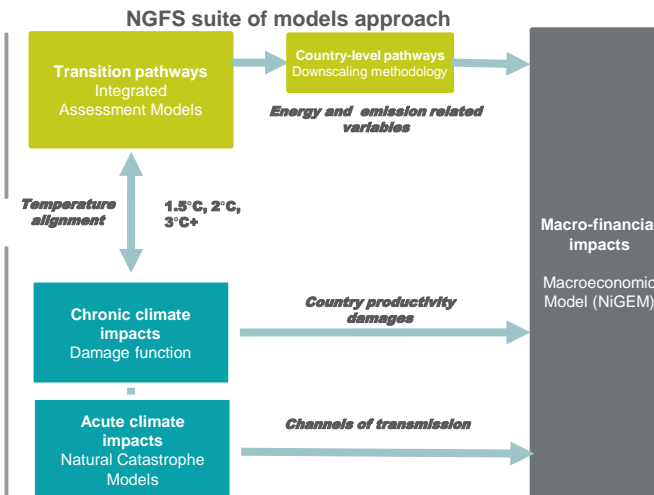 NGFS suite of models approach
Transition pathways
Integrated
Assessment Models
Country-level pathways
Downscaling methodology
Energy and emission related
variables
Temperature
alignment
1.5°C, 2°C,
3°C+
Macro-financial
impacts
Macroeconomic
Model (NiGEM)
Chronic climate
impacts
Damage function
Country productivity
damages
Acute climate
impacts
Natural Catastrophe
Models
Channels of transmission